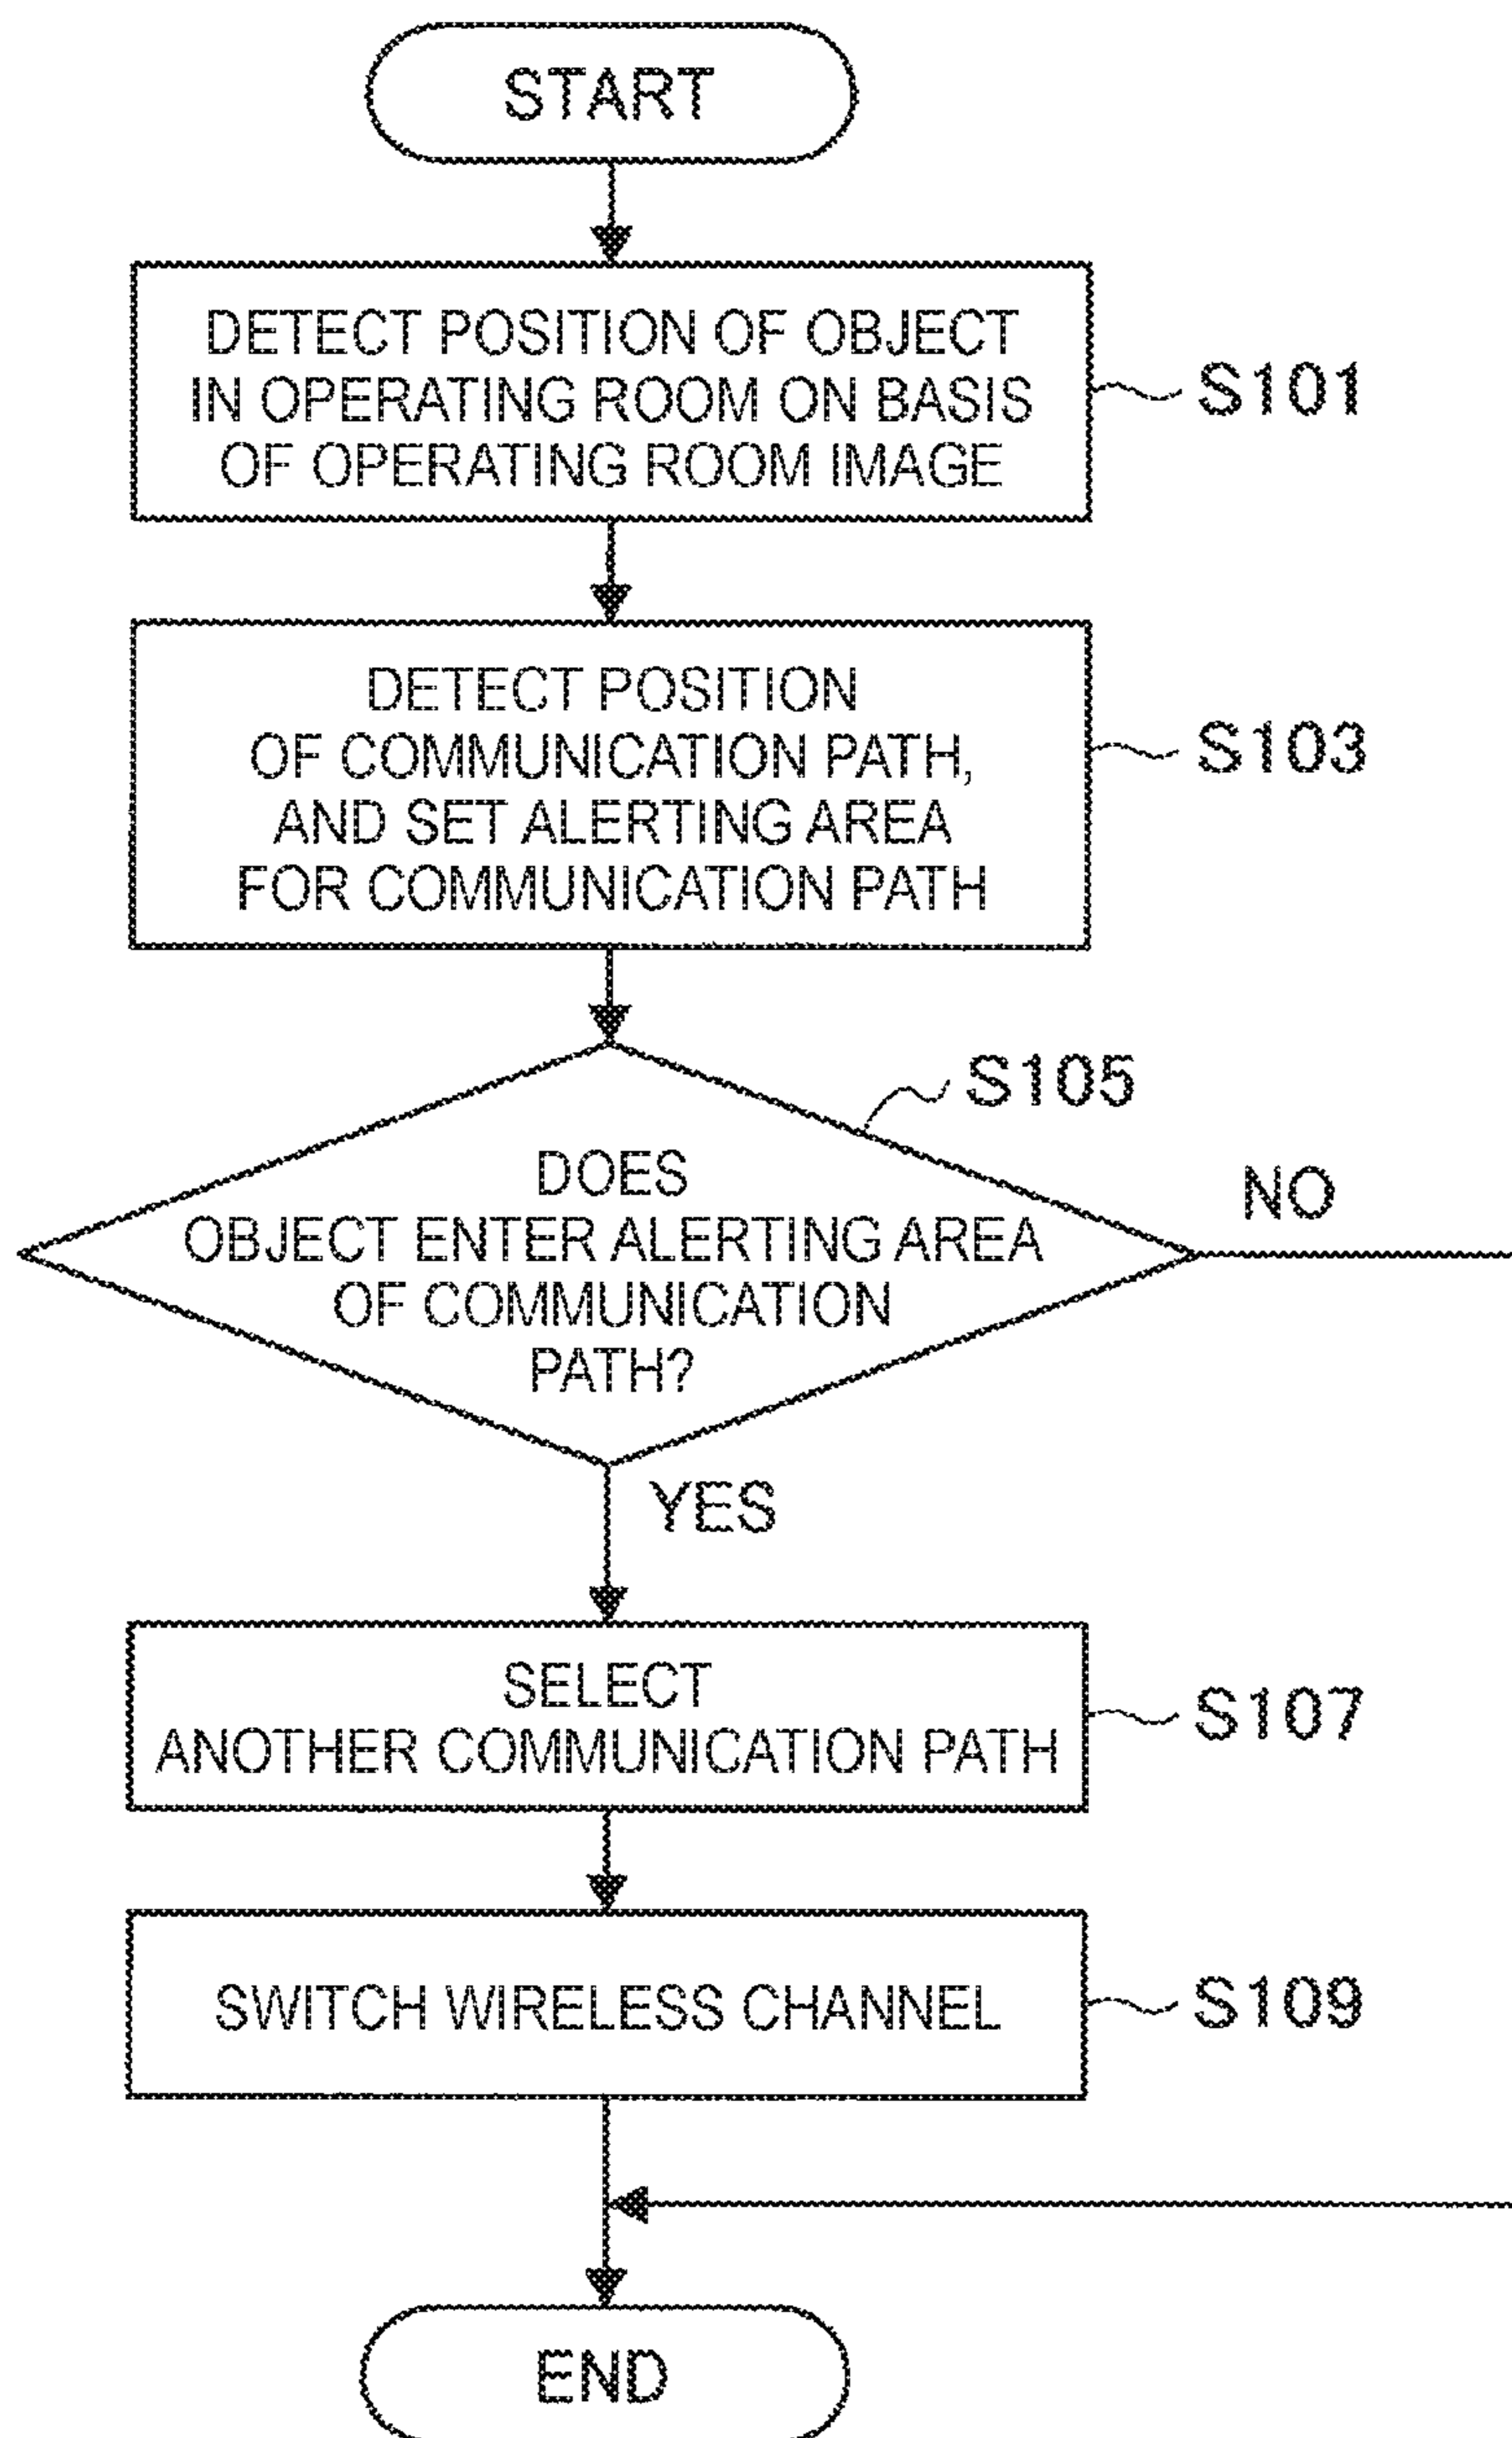 START
DETECT POSITION OF OBJECT
IN OPERATING ROOM ON BASIS
OF OPERATING ROOM IMAGE
S101
DETECT POSITION
OF COMMUNICATION PATH,
AND SET ALERTING AREA
FOR COMMUNICATION PATH
S103
S105
DOES
OBJECT ENTER ALERTING AREA
OF COMMUNICATION
PATH?
NO
YES
SELECT
ANOTHER COMMUNICATION PATH
S107
SWITCH WIRELESS CHANNEL
S109
END